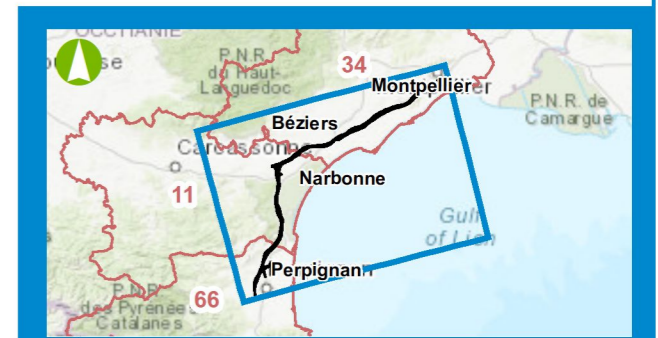 OCCITANIE
P.N.R.
du Haut-
Languedoc
34
Montpellier
P.N.R. de
Camargue
Béziers
Carcassonne
Narbonne
11
Gulf
of Lion
Perpignan
66
P.N.R.
des Pyrénées
Catalanes